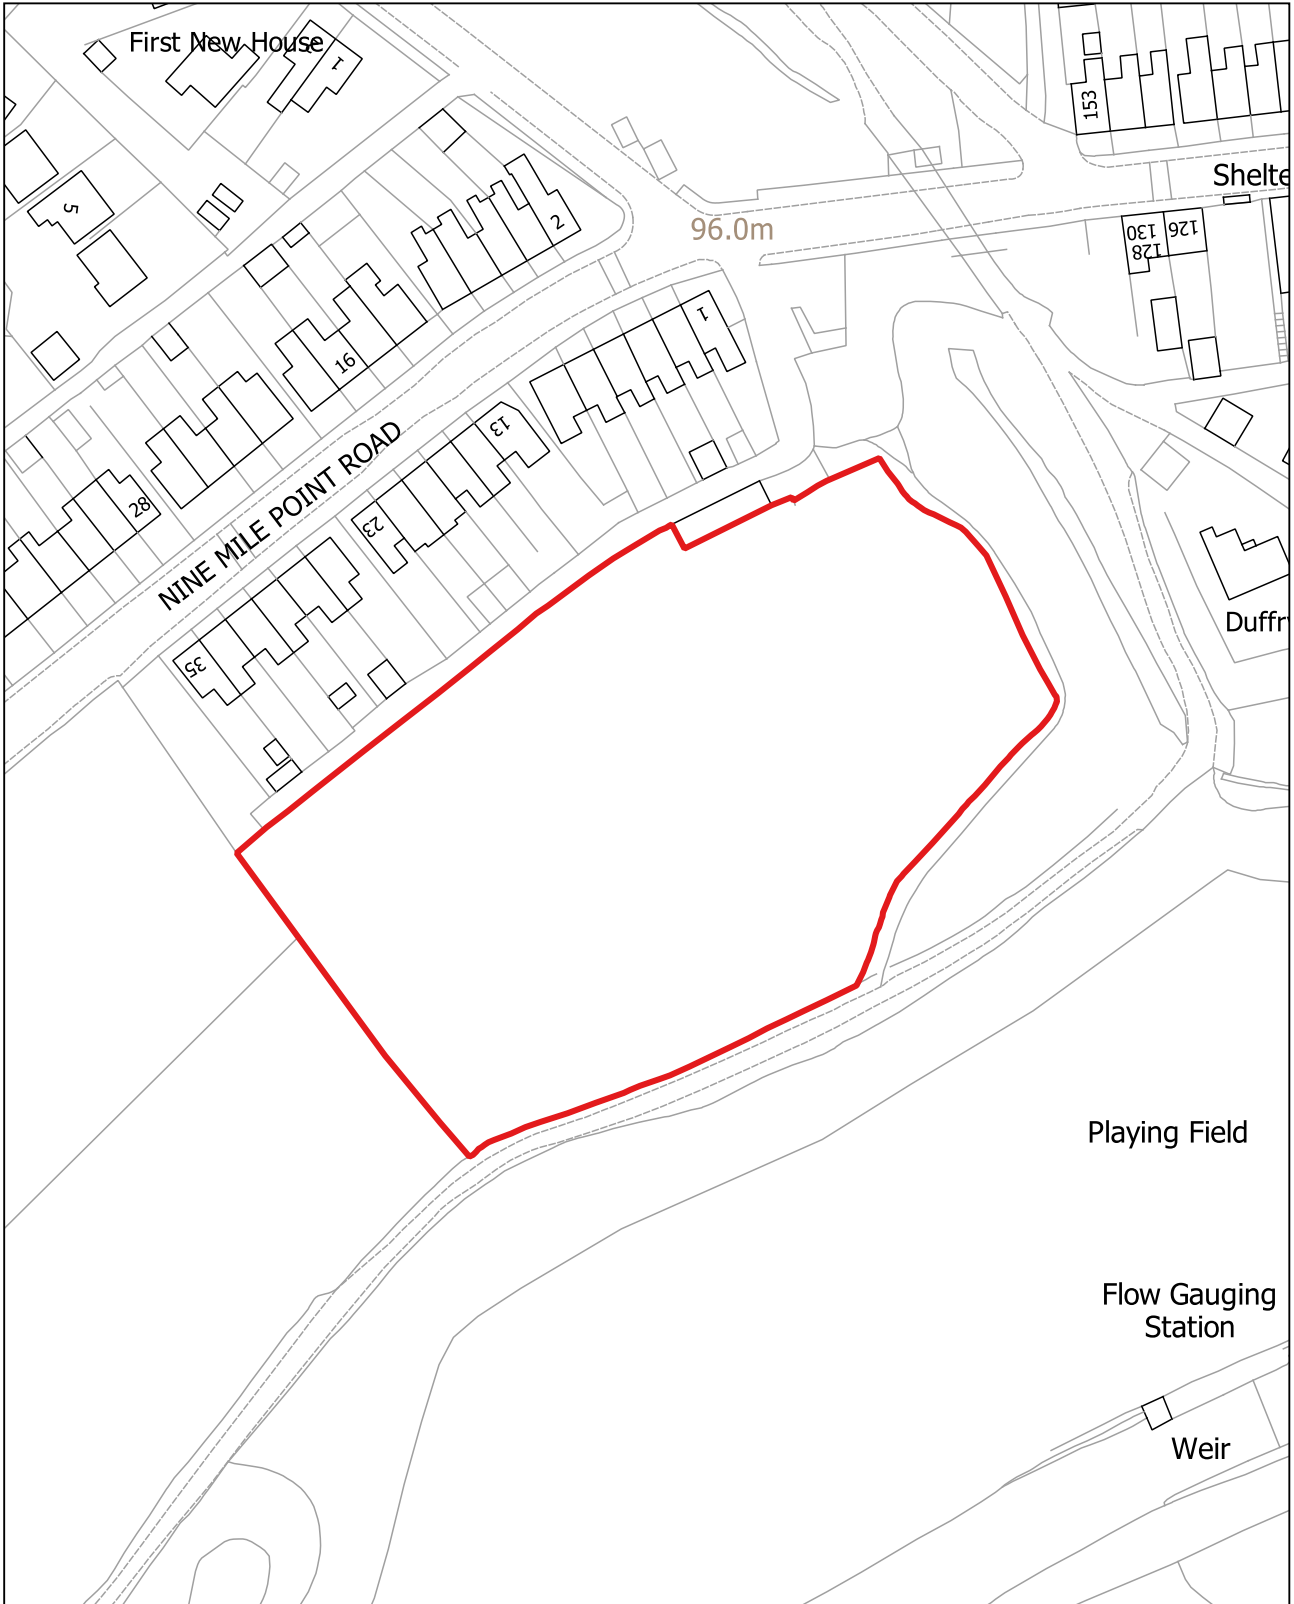 First New House
1
153
5
Shelte
2
96.0m
130
128
126
1
16
13
28
23
NINE MILE POINT ROAD
35
Duffr
Playing Field
Flow Gauging
Station
Weir